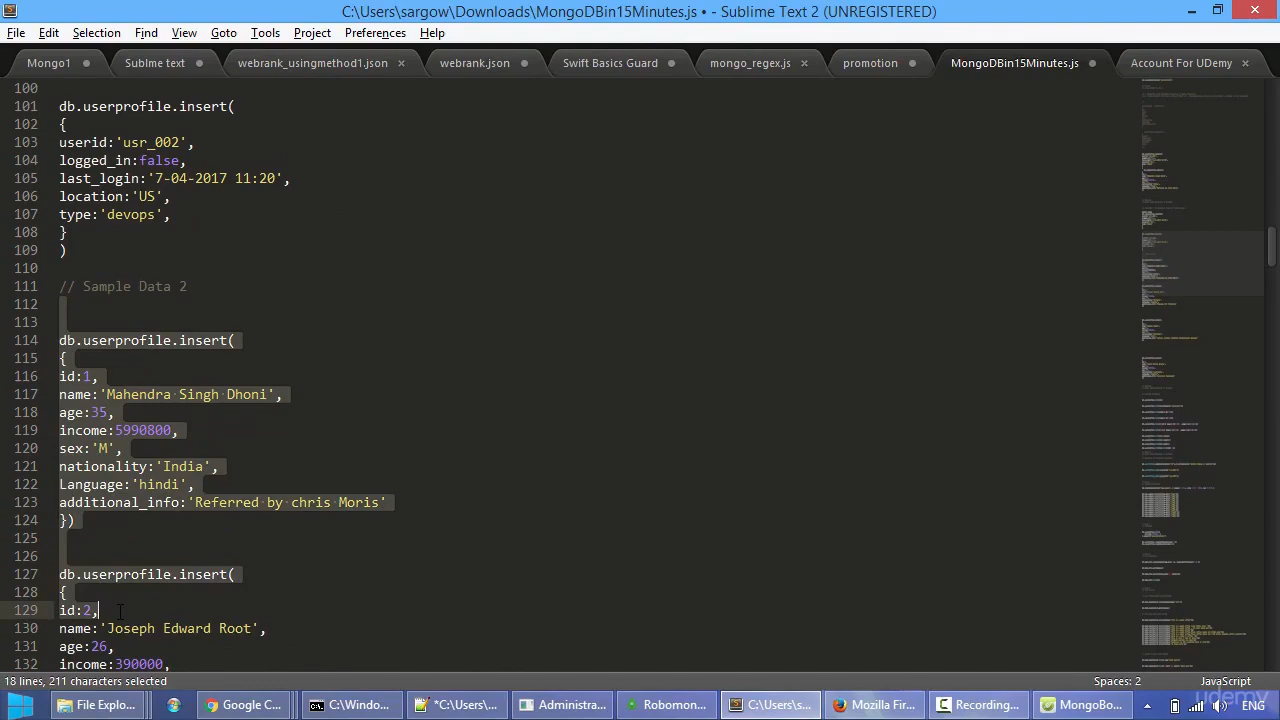 C:\Users\sargow\Downloads\MongoDBin15Minutes.js • - Sublime Text 2 (UNREGISTERED)
File Edit Selection Find View Goto Tools Project Preferences Help
Mongo1 Sublme text webrank_usingmethod1.json webrank.json Swift Basics Guard mongo_regex.js promotion MongoDBin15Minutes.js Account For UDemy
100
101 db.userprofile.insert(
102 {
103 userid:'usr_002',
104 logged_in:false,
105 last_login:'7-04-2017 11:20',
106 location:'US',
107 type:'devops',
108 }
109 )
110
111 // Sample Data 2
112
113
114 db.userprofile.insert(
115 {
116 id:1,
117 name:'Mahendra Singh Dhoni',
118 age:35,
119 income:5990800,
120 sex:'M',
121 nationality:'India',
122 Language:'hindi',
123 additional_info:'Referred by Jonas Horis'
124 })
125
126
127 db.userprofile.insert(
128 {
129 id:2,
130 name:'Joseph Edward Root',
131 age:26,
132 income:390000,
18 lines, 211 characters selected Spaces: 2 JavaScript
File Explo... Google C... C:\Windo... *C:\Users... Administra... Robomon... C:\Users\s... Mozilla Fir... Recording... MongoBo... ENG
udemy